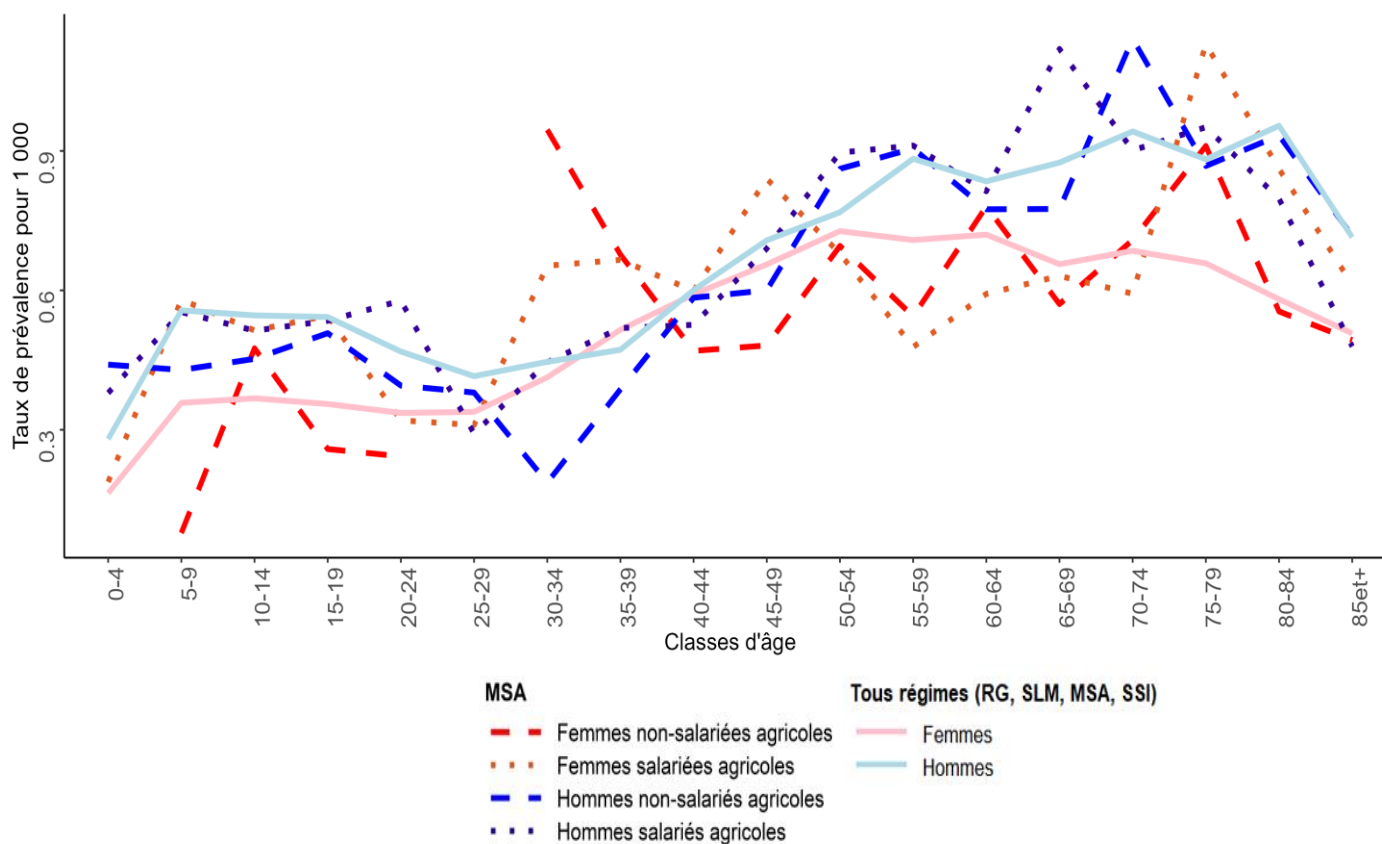 Taux de prévalence pour 1 000
0.9
0.6
0.3
0-4
5-9
10-14
15-19
20-24
25-29
30-34
35-39
40-44
45-49
50-54
55-59
60-64
65-69
70-74
75-79
80-84
85et+
Classes d'âge
MSA
Femmes non-salariées agricoles
Femmes salariées agricoles
Hommes non-salariés agricoles
Hommes salariés agricoles
Tous régimes (RG, SLM, MSA, SSI)
Femmes
Hommes